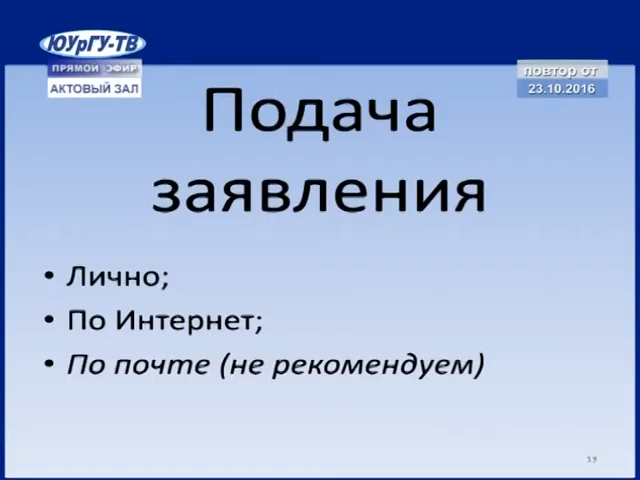 ЮУрГУ-ТВ
ПРЯМОЙ ЭФИР
АКТОВЫЙ ЗАЛ
повтор от
23.10.2016
Подача
заявления
• Лично;
• По Интернет;
• По почте (не рекомендуем)
15